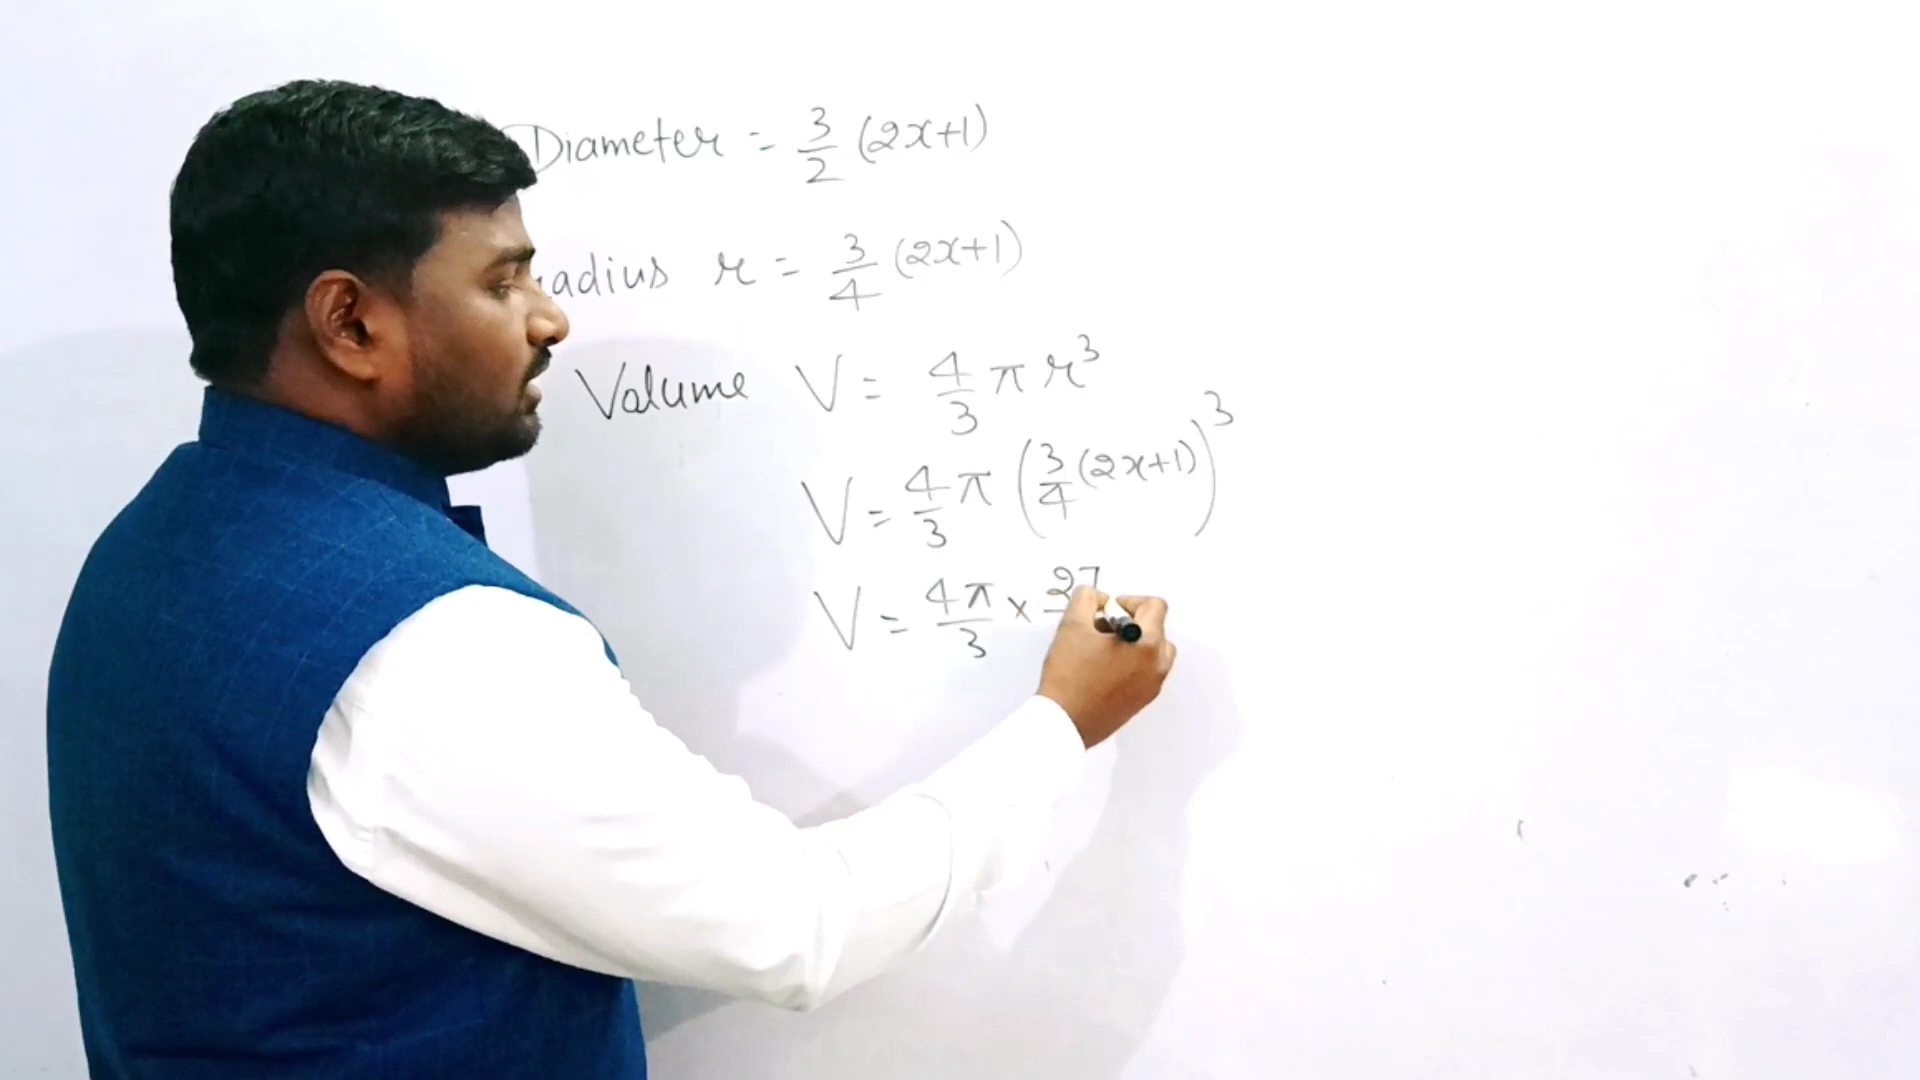 Diameter = 3/2 (2x+1)
radius r = 3/4 (2x+1)
Volume V = 4/3 π r³
V = 4/3 π (3/4 (2x+1))³
V = 4π/3 × 27